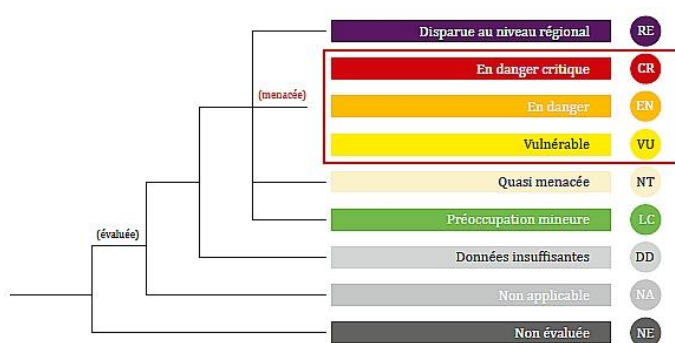 Disparue au niveau régional RE
En danger critique CR
(menacée) En danger EN
Vulnérable VU
Quasi menacée NT
Préoccupation mineure LC
(évaluée)
Données insuffisantes DD
Non applicable NA
Non évaluée NE